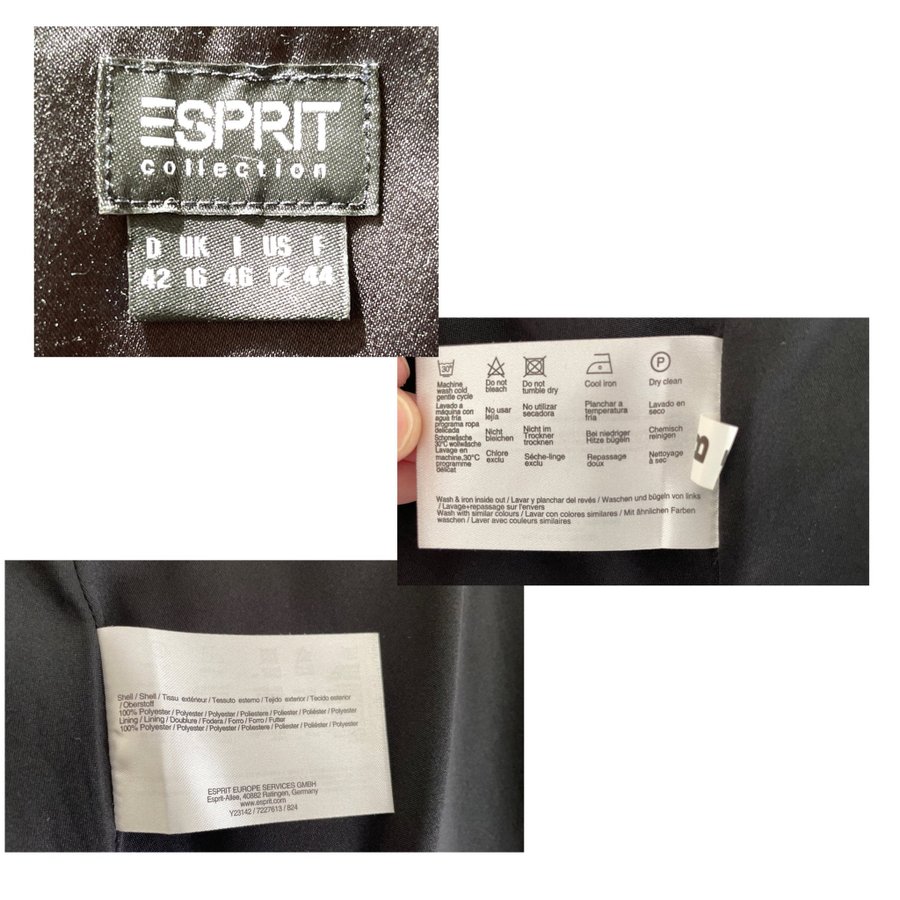 ESPRIT
collection
D UK I US F
42 16 46 12 44
30°
Machine
wash cold
gentle cycle
Do not
bleach
Do not
tumble dry
Cool iron
P
Dry clean
Lavado a
máquina con
agua fria
programa ropa
delicada
No usar
lejia
No utilizar
secadora
Planchar a
temperatura
fria
Lavado en
seco
Schonwäsche
30°C wollwäsche
Nicht
bleichen
Nicht im
Trockner
trocknen
Bei niedriger
Hitze bügeln
Chemisch
reinigen
Lavage en
machine,30°C
programme
délicat
Chlore
exclu
Sèche-linge
exclu
Repassage
doux
Nettoyage
à sec
B
Wash & iron inside out / Lavar y planchar del revés / Waschen und bügeln von links
/ Lavage+repassage sur l'envers
Wash with similar colours / Lavar con colores similares / Mit ähnlichen Farben
waschen / Laver avec couleurs similaires
Shell / Shell / Tissu extérieur / Tessuto esterno / Tejido exterior / Tecido exterior
/ Oberstoff
100% Polyester / Polyester / Polyester / Poliestere / Poliester / Poliéster / Polyester
Lining / Lining / Doublure / Fodera / Forro / Forro / Futter
100% Polyester / Polyester / Polyester / Poliestere / Poliester / Poliéster / Polyester
ESPRIT EUROPE SERVICES GMBH
Esprit-Allee, 40882 Ratingen, Germany
www.esprit.com
Y23142 / 7227613 / 824